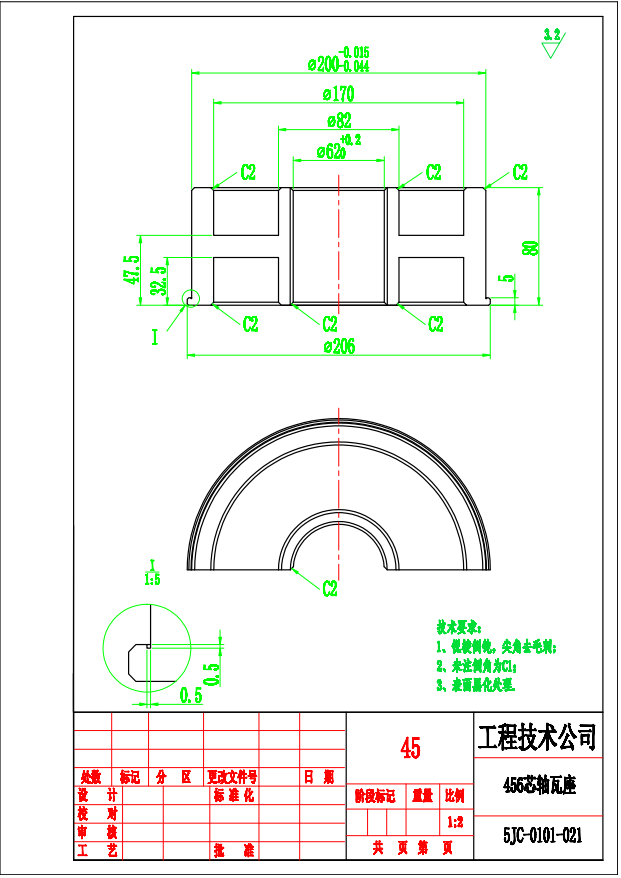 3.2
ø200-0.015
-0.044
ø170
ø82
ø62+0.2
0
C2
C2
C2
47.5
32.5
80
5
I
C2
C2
C2
ø206
C2
I
1:5
0.5
0.5
技术要求:
1、锐棱倒钝，尖角去毛刺;
2、未注倒角为C1;
3、表面黑化处理.
45
工程技术公司
处数 标记 分 区 更改文件号 日 期
456芯轴瓦座
设 计 标 准 化
阶段标记 重量 比例
校 对
1:2
审 核
5JC-0101-021
工 艺 批 准
共 页 第 页